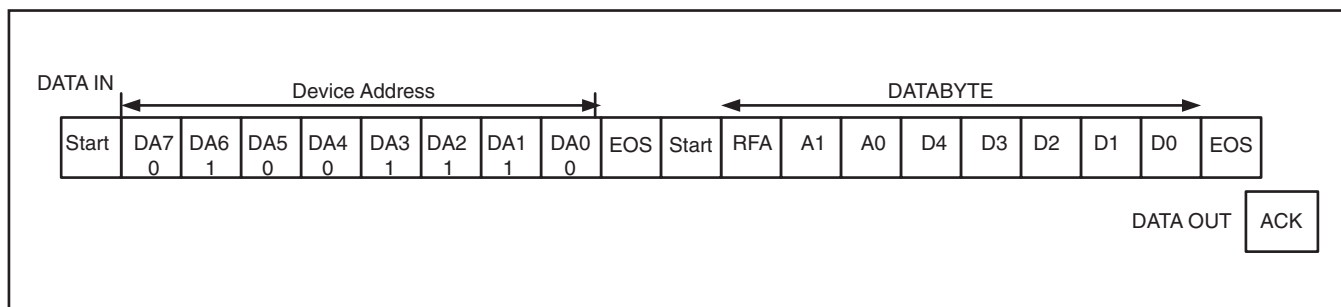 DATA IN
Device Address
DATABYTE
Start DA7 DA6 DA5 DA4 DA3 DA2 DA1 DA0 EOS Start RFA A1 A0 D4 D3 D2 D1 D0 EOS
0 1 0 0 1 1 1 0
DATA OUT ACK